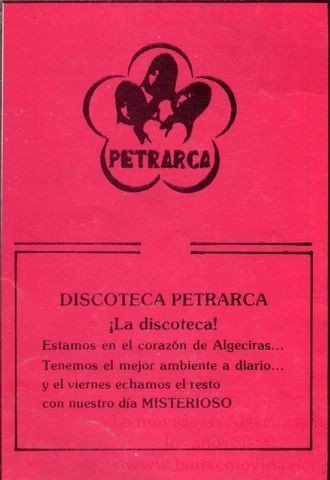 PETRARCA
DISCOTECA PETRARCA
¡La discoteca!
Estamos en el corazón de Algeciras...
Tenemos el mejor ambiente a diario...
y el viernes echamos el resto
con nuestro día MISTERIOSO
La movida en Algeciras en
los años 80-90